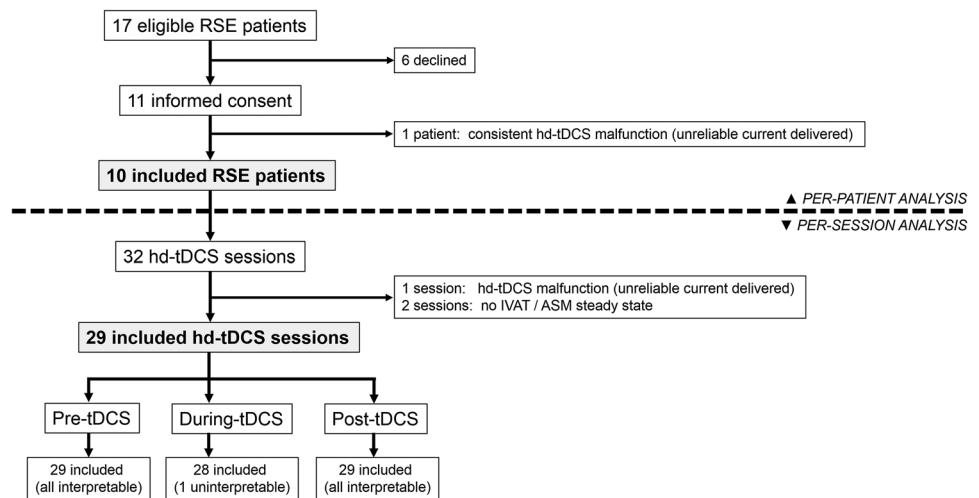 17 eligible RSE patients
6 declined
11 informed consent
1 patient: consistent hd-tDCS malfunction (unreliable current delivered)
10 included RSE patients
▲ PER-PATIENT ANALYSIS
▼ PER-SESSION ANALYSIS
32 hd-tDCS sessions
1 session: hd-tDCS malfunction (unreliable current delivered)
2 sessions: no IVAT / ASM steady state
29 included hd-tDCS sessions
Pre-tDCS
During-tDCS
Post-tDCS
29 included
(all interpretable)
28 included
(1 uninterpretable)
29 included
(all interpretable)